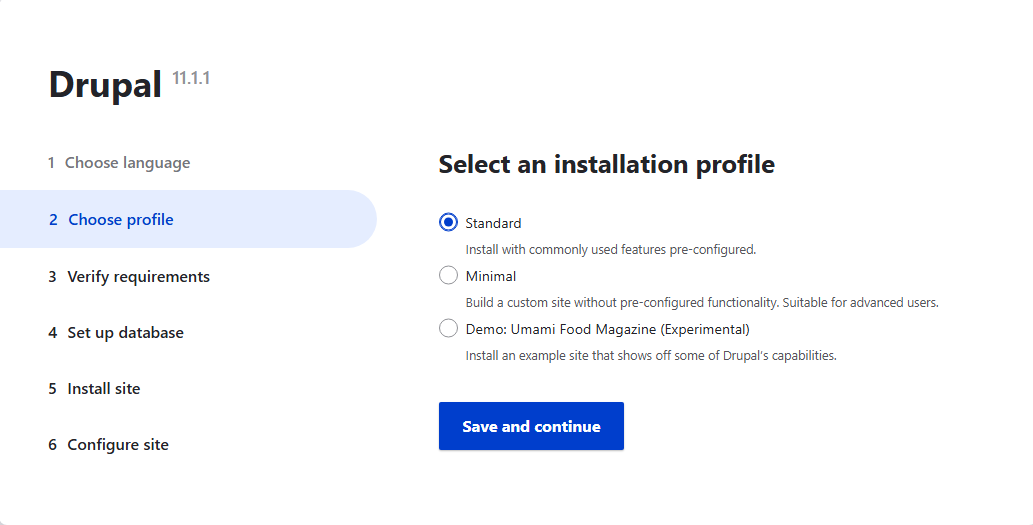 Drupal 11.1.1
1 Choose language
2 Choose profile
3 Verify requirements
4 Set up database
5 Install site
6 Configure site
Select an installation profile
Standard
Install with commonly used features pre-configured.
Minimal
Build a custom site without pre-configured functionality. Suitable for advanced users.
Demo: Umami Food Magazine (Experimental)
Install an example site that shows off some of Drupal's capabilities.
Save and continue